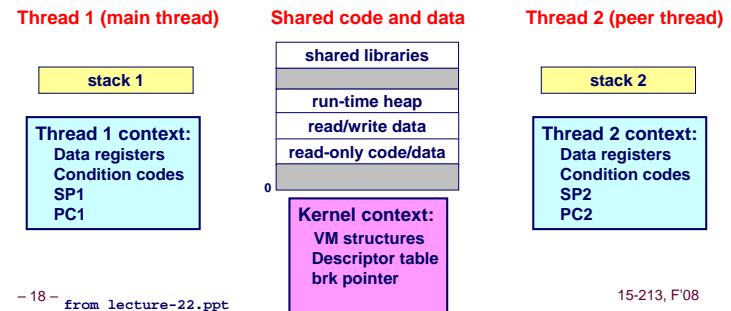 Thread 1 (main thread)
Shared code and data
Thread 2 (peer thread)
stack 1
Thread 1 context:
Data registers
Condition codes
SP1
PC1
shared libraries
run-time heap
read/write data
read-only code/data
0
Kernel context:
VM structures
Descriptor table
brk pointer
stack 2
Thread 2 context:
Data registers
Condition codes
SP2
PC2
– 18 –
from lecture-22.ppt
15-213, F'08